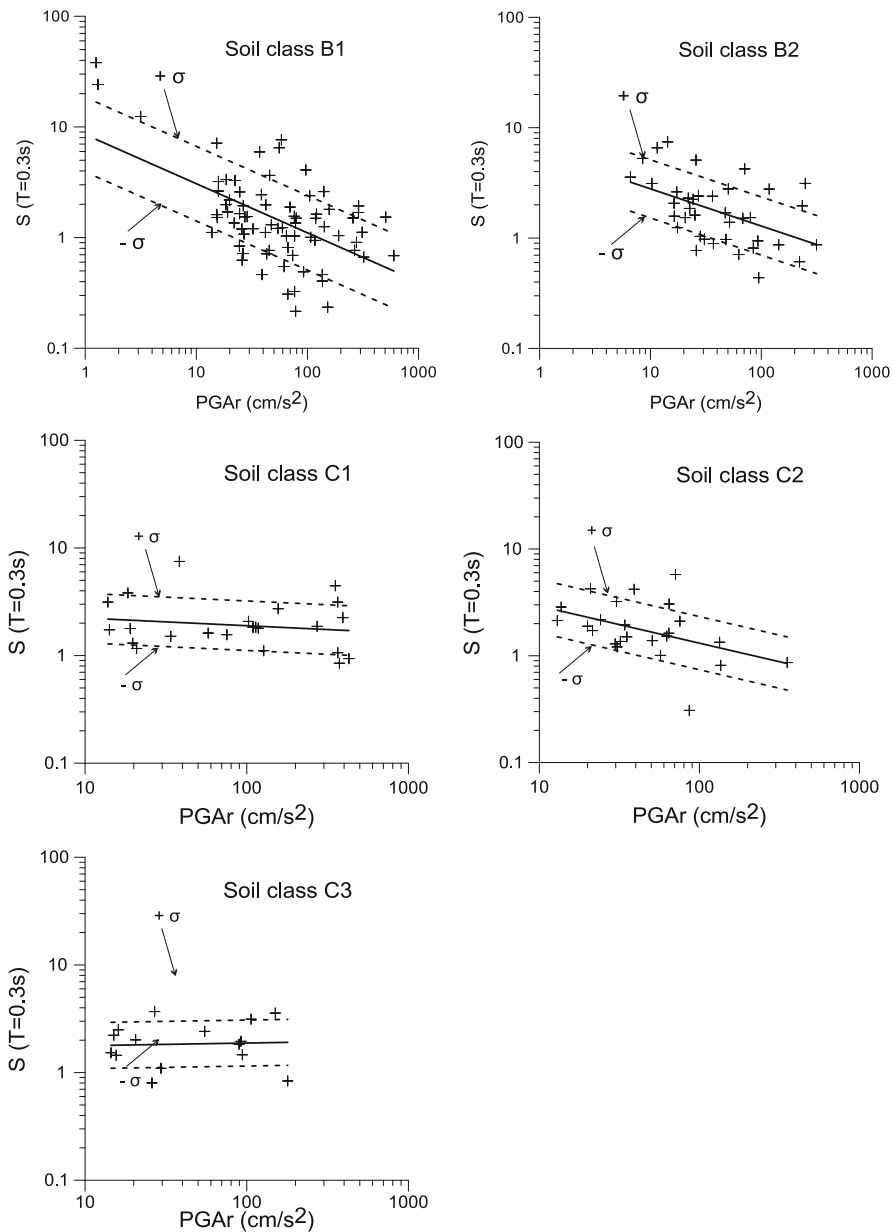 Soil class B1
+ σ
- σ
S (T=0.3s)
100
10
1
0.1
1
10
100
1000
PGAr (cm/s2)
Soil class B2
+ σ
- σ
S (T=0.3s)
100
10
1
0.1
1
10
100
1000
PGAr (cm/s2)
Soil class C1
+ σ
- σ
S (T=0.3s)
100
10
1
0.1
10
100
1000
PGAr (cm/s2)
Soil class C2
+ σ
- σ
S (T=0.3s)
100
10
1
0.1
10
100
1000
PGAr (cm/s2)
Soil class C3
+ σ
- σ
S (T=0.3s)
100
10
1
0.1
10
100
1000
PGAr (cm/s2)